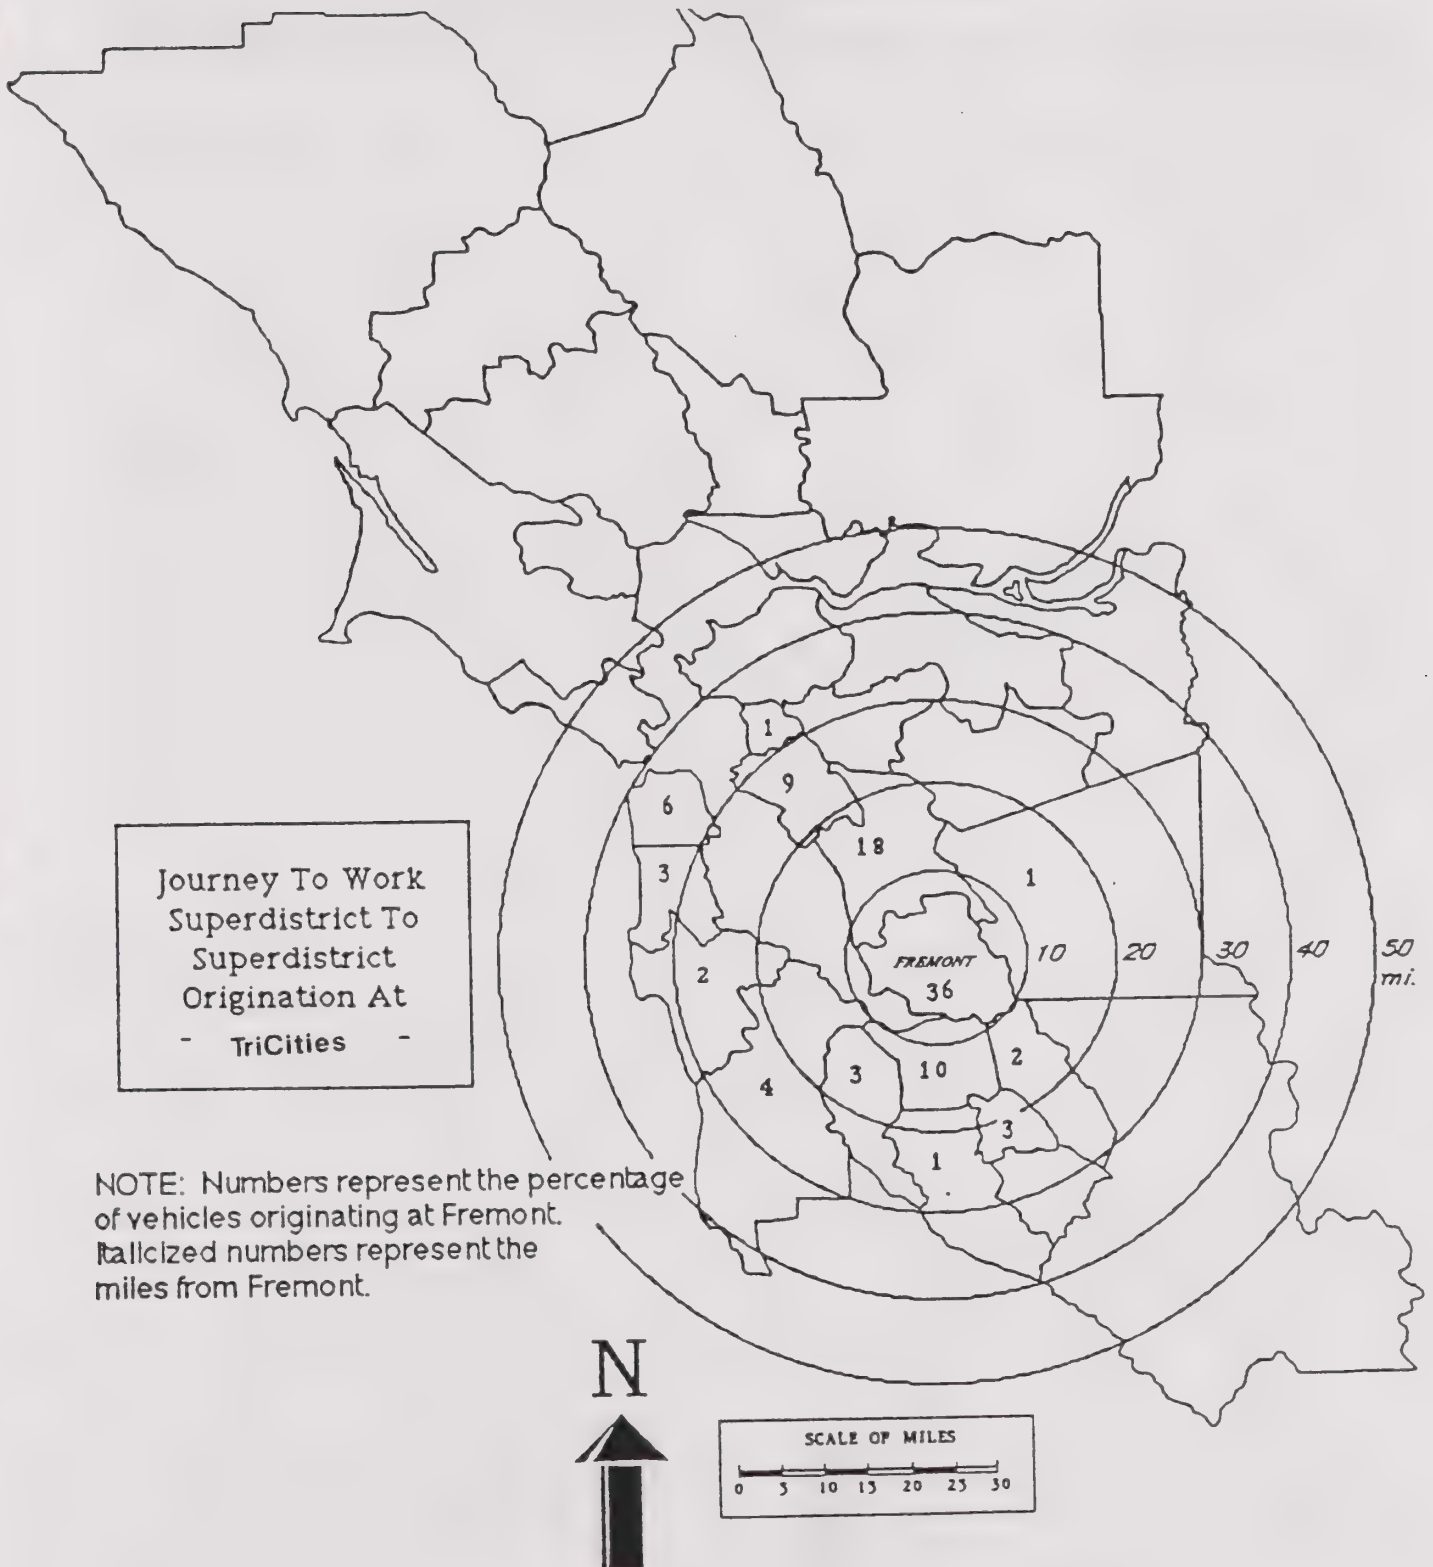 1
9
6
18
3
1
Journey To Work
Superdistrict To
Superdistrict
Origination At
- TriCities -
FREMONT
36
10
20
30
40
50
mi.
2
4
3
10
2
3
1
NOTE: Numbers represent the percentage
of vehicles originating at Fremont.
Italicized numbers represent the
miles from Fremont.
N
SCALE OF MILES
0 5 10 15 20 25 30